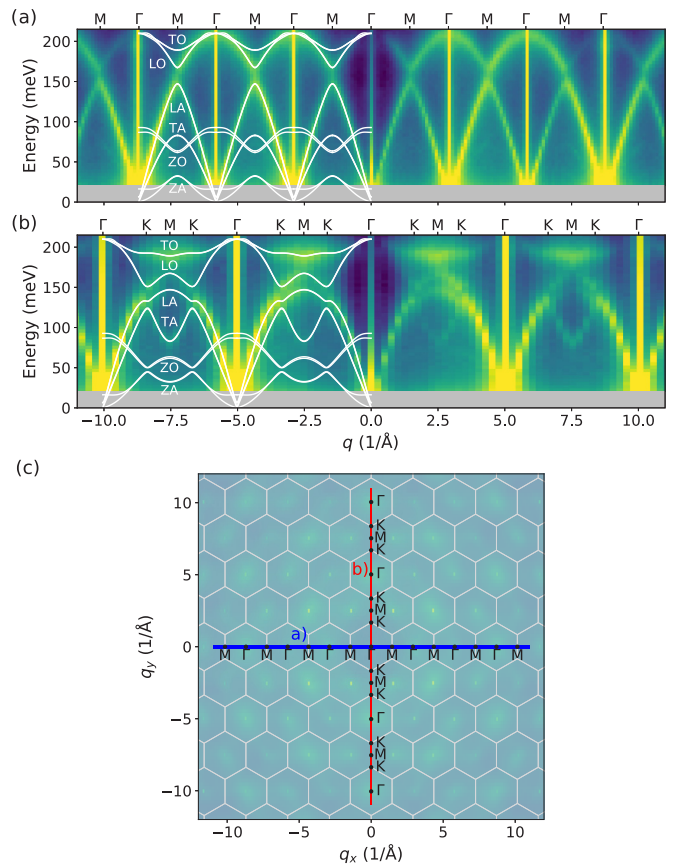 (a)
M Γ M Γ M Γ M Γ M Γ M Γ M Γ M
Energy (meV)
200
150
100
50
0
TO
LO
LA
TA
ZO
ZA
(b)
Γ K M K Γ K M K Γ K M K Γ K M K Γ
Energy (meV)
200
150
100
50
0
TO
LO
LA
TA
ZO
ZA
−10.0 −7.5 −5.0 −2.5 0.0 2.5 5.0 7.5 10.0
q (1/Å)
(c)
q_y (1/Å)
10
5
0
−5
−10
Γ
K
M
K
b)
Γ
K
M
K
a)
M Γ M Γ M Γ M Γ M Γ M Γ M
K
M
K
Γ
K
M
K
Γ
−10 −5 0 5 10
q_x (1/Å)